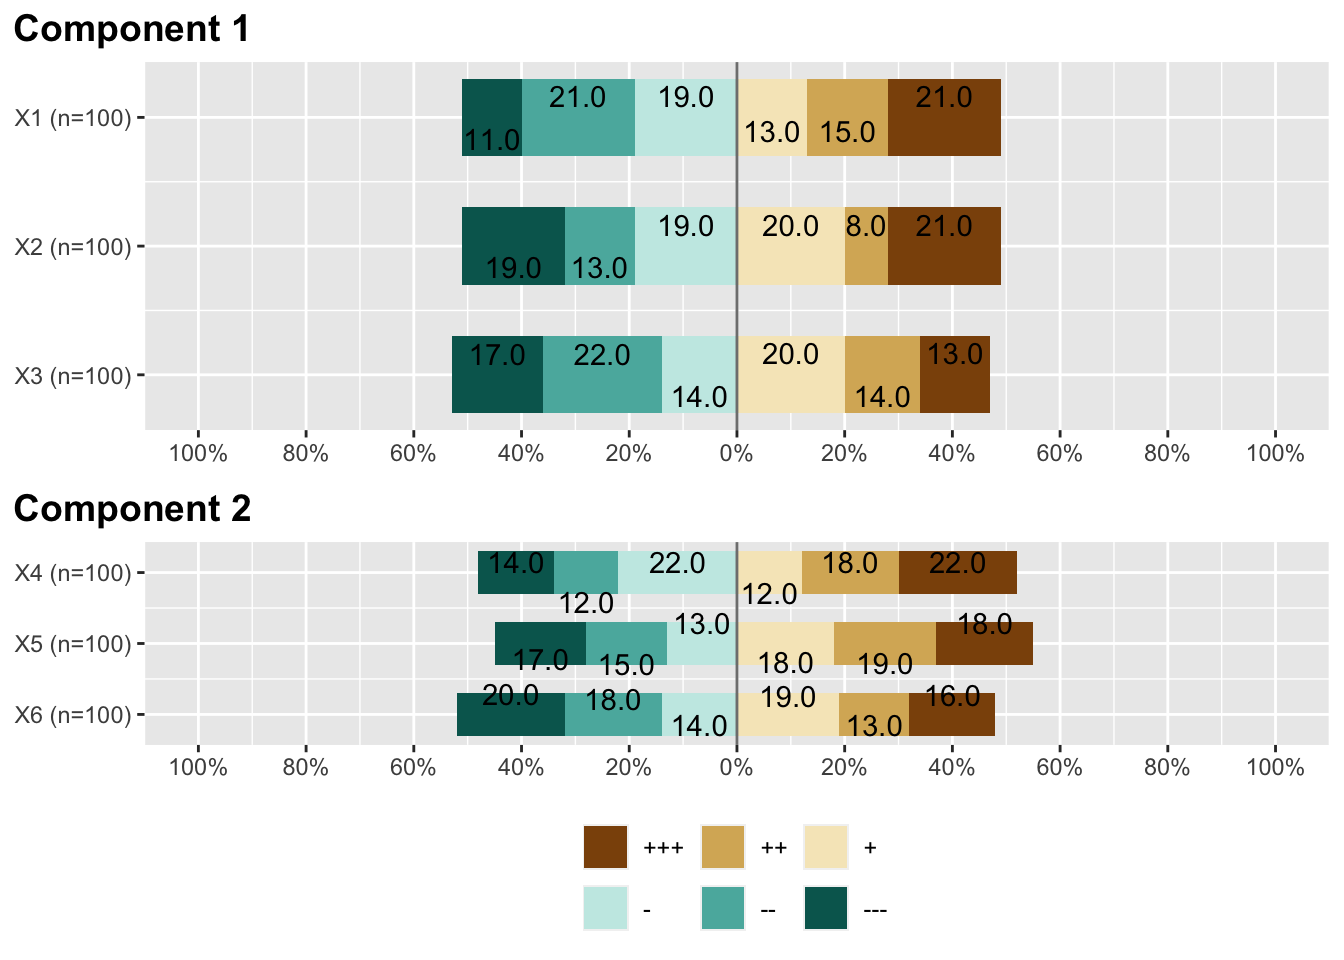 Component 1
X1 (n=100) 11.0 21.0 19.0 13.0 15.0 21.0
X2 (n=100) 19.0 13.0 19.0 20.0 8.0 21.0
X3 (n=100) 17.0 22.0 14.0 20.0 14.0 13.0
100% 80% 60% 40% 20% 0% 20% 40% 60% 80% 100%
Component 2
X4 (n=100) 14.0 12.0 22.0 12.0 18.0 22.0
X5 (n=100) 17.0 15.0 13.0 18.0 19.0 18.0
X6 (n=100) 20.0 18.0 14.0 19.0 13.0 16.0
100% 80% 60% 40% 20% 0% 20% 40% 60% 80% 100%
+++ ++ +
- -- ---